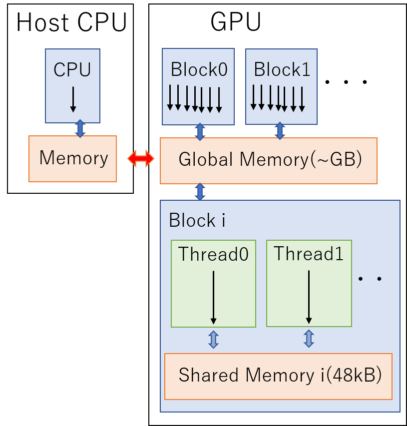 Host CPU
GPU
CPU
Block0
Block1
. . .
Memory
Global Memory(~GB)
Block i
Thread0
Thread1
. .
Shared Memory i(48kB)